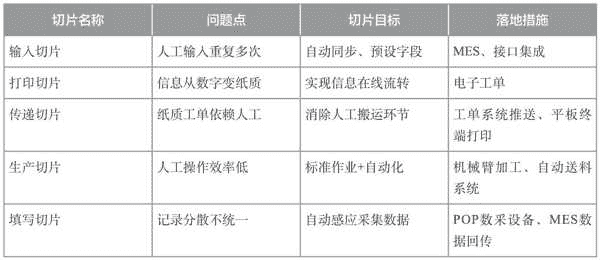 切片名称 问题点 切片目标 落地措施
输入切片 人工输入重复多次 自动同步、预设字段 MES、接口集成
打印切片 信息从数字变纸质 实现信息在线流转 电子工单
传递切片 纸质工单依赖人工 消除人工搬运环节 工单系统推送、平板终
端打印
生产切片 人工操作效率低 标准作业+自动化 机械臂加工、自动送料
系统
填写切片 记录分散不统一 自动感应采集数据 POP数采设备、MES数
据回传